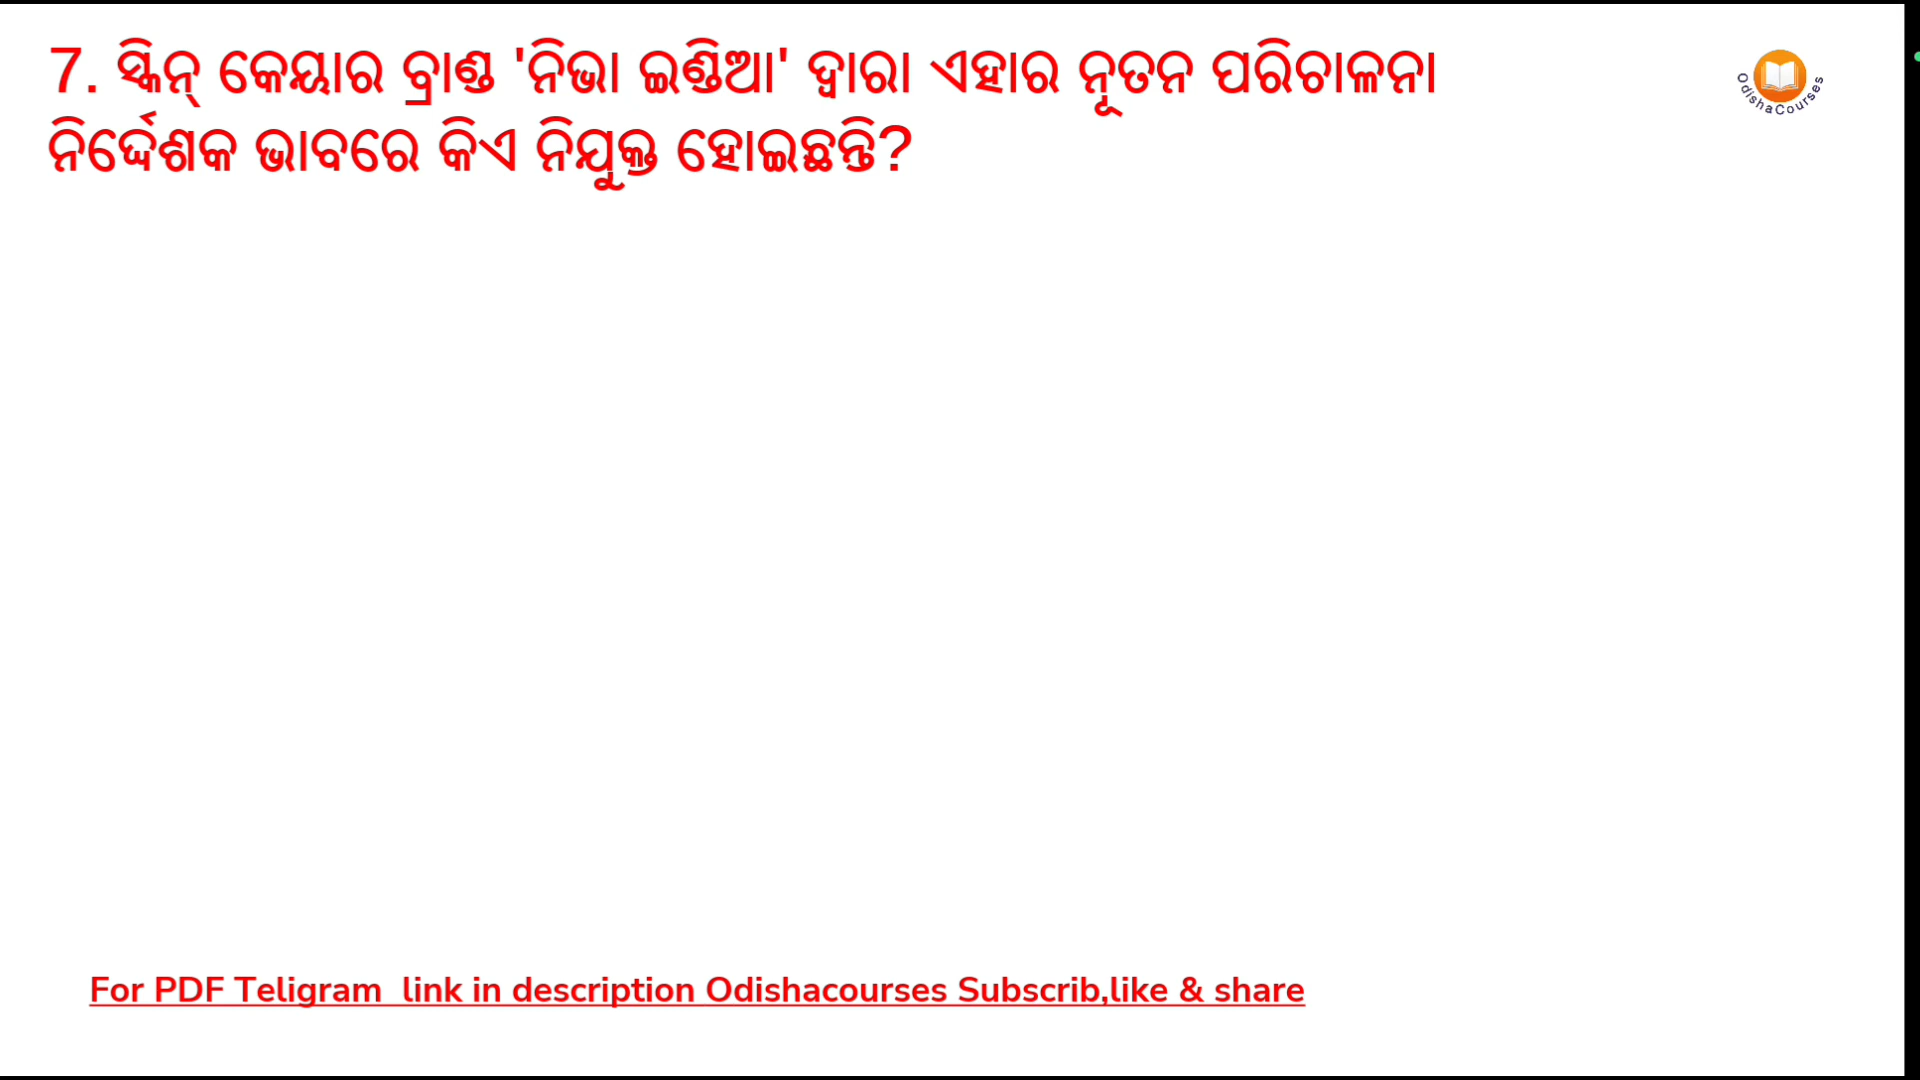 7. ସ୍କିନ୍ କେୟାର ବ୍ରାଣ୍ଡ 'ନିଭା ଇଣ୍ଡିଆ' ଦ୍ୱାରା ଏହାର ନୂତନ ପରିଚାଳନା
ନିର୍ଦ୍ଦେଶକ ଭାବରେ କିଏ ନିଯୁକ୍ତ ହୋଇଛନ୍ତି?
OdishaCourses
For PDF Teligram  link in description Odishacourses Subscrib,like & share